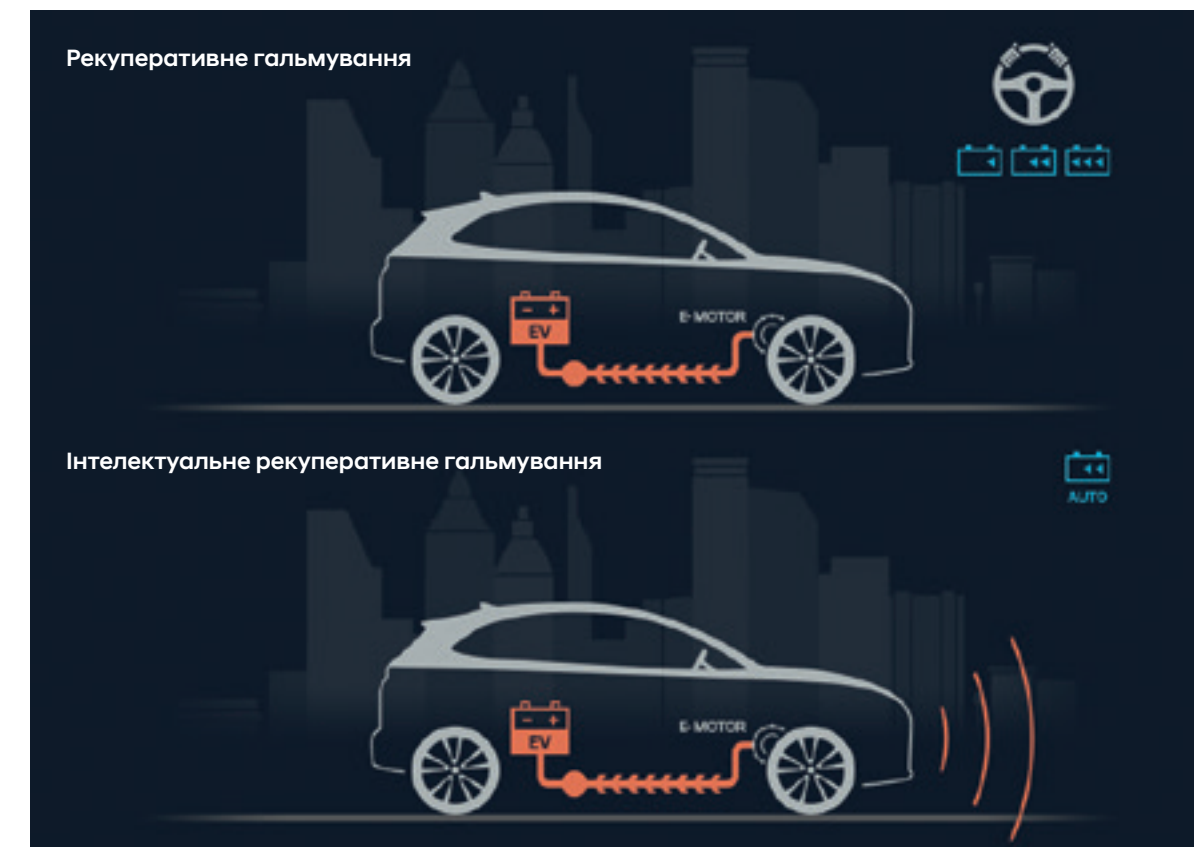 Рекуперативне гальмування
E-MOTOR
- +
EV
Інтелектуальне рекуперативне гальмування
AUTO
E-MOTOR
- +
EV